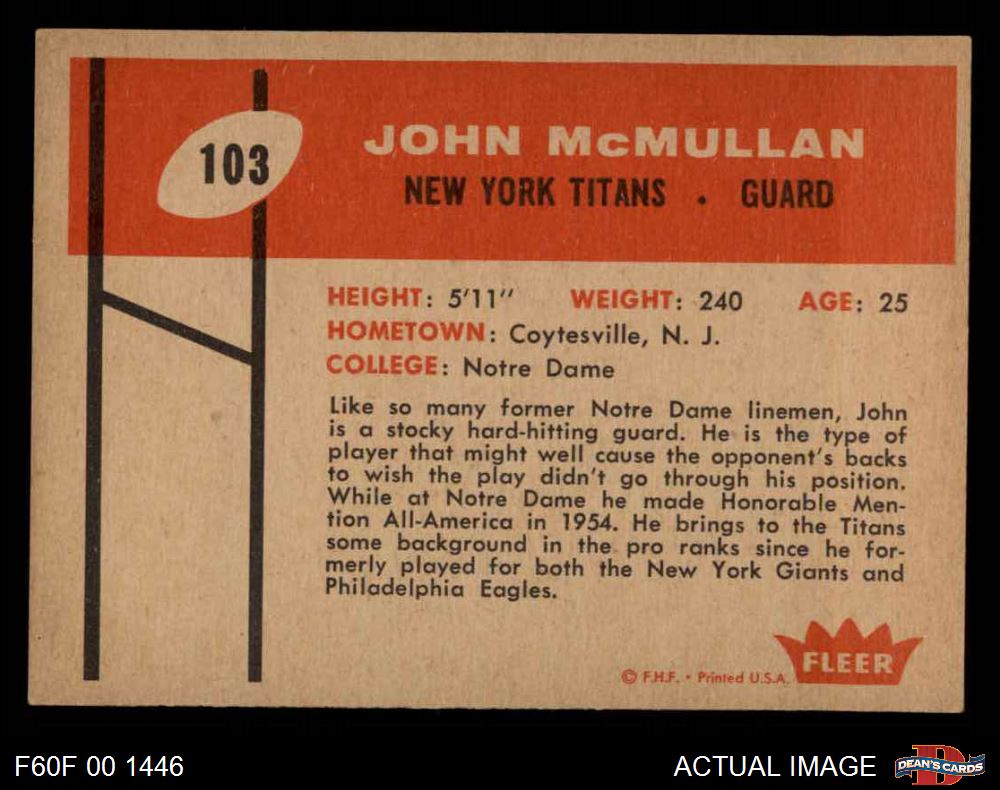 103
JOHN McMULLAN
NEW YORK TITANS . GUARD
HEIGHT: 5'11" WEIGHT: 240 AGE: 25
HOMETOWN: Coytesville, N. J.
COLLEGE: Notre Dame
Like so many former Notre Dame linemen, John
is a stocky hard-hitting guard. He is the type of
player that might well cause the opponent's backs
to wish the play didn't go through his position.
While at Notre Dame he made Honorable Men-
tion All-America in 1954. He brings to the Titans
some background in the pro ranks since he for-
merly played for both the New York Giants and
Philadelphia Eagles.
FLEER
© F.H.F. • Printed U.S.A.
F60F 00 1446
ACTUAL IMAGE
D
DEAN'S CARDS